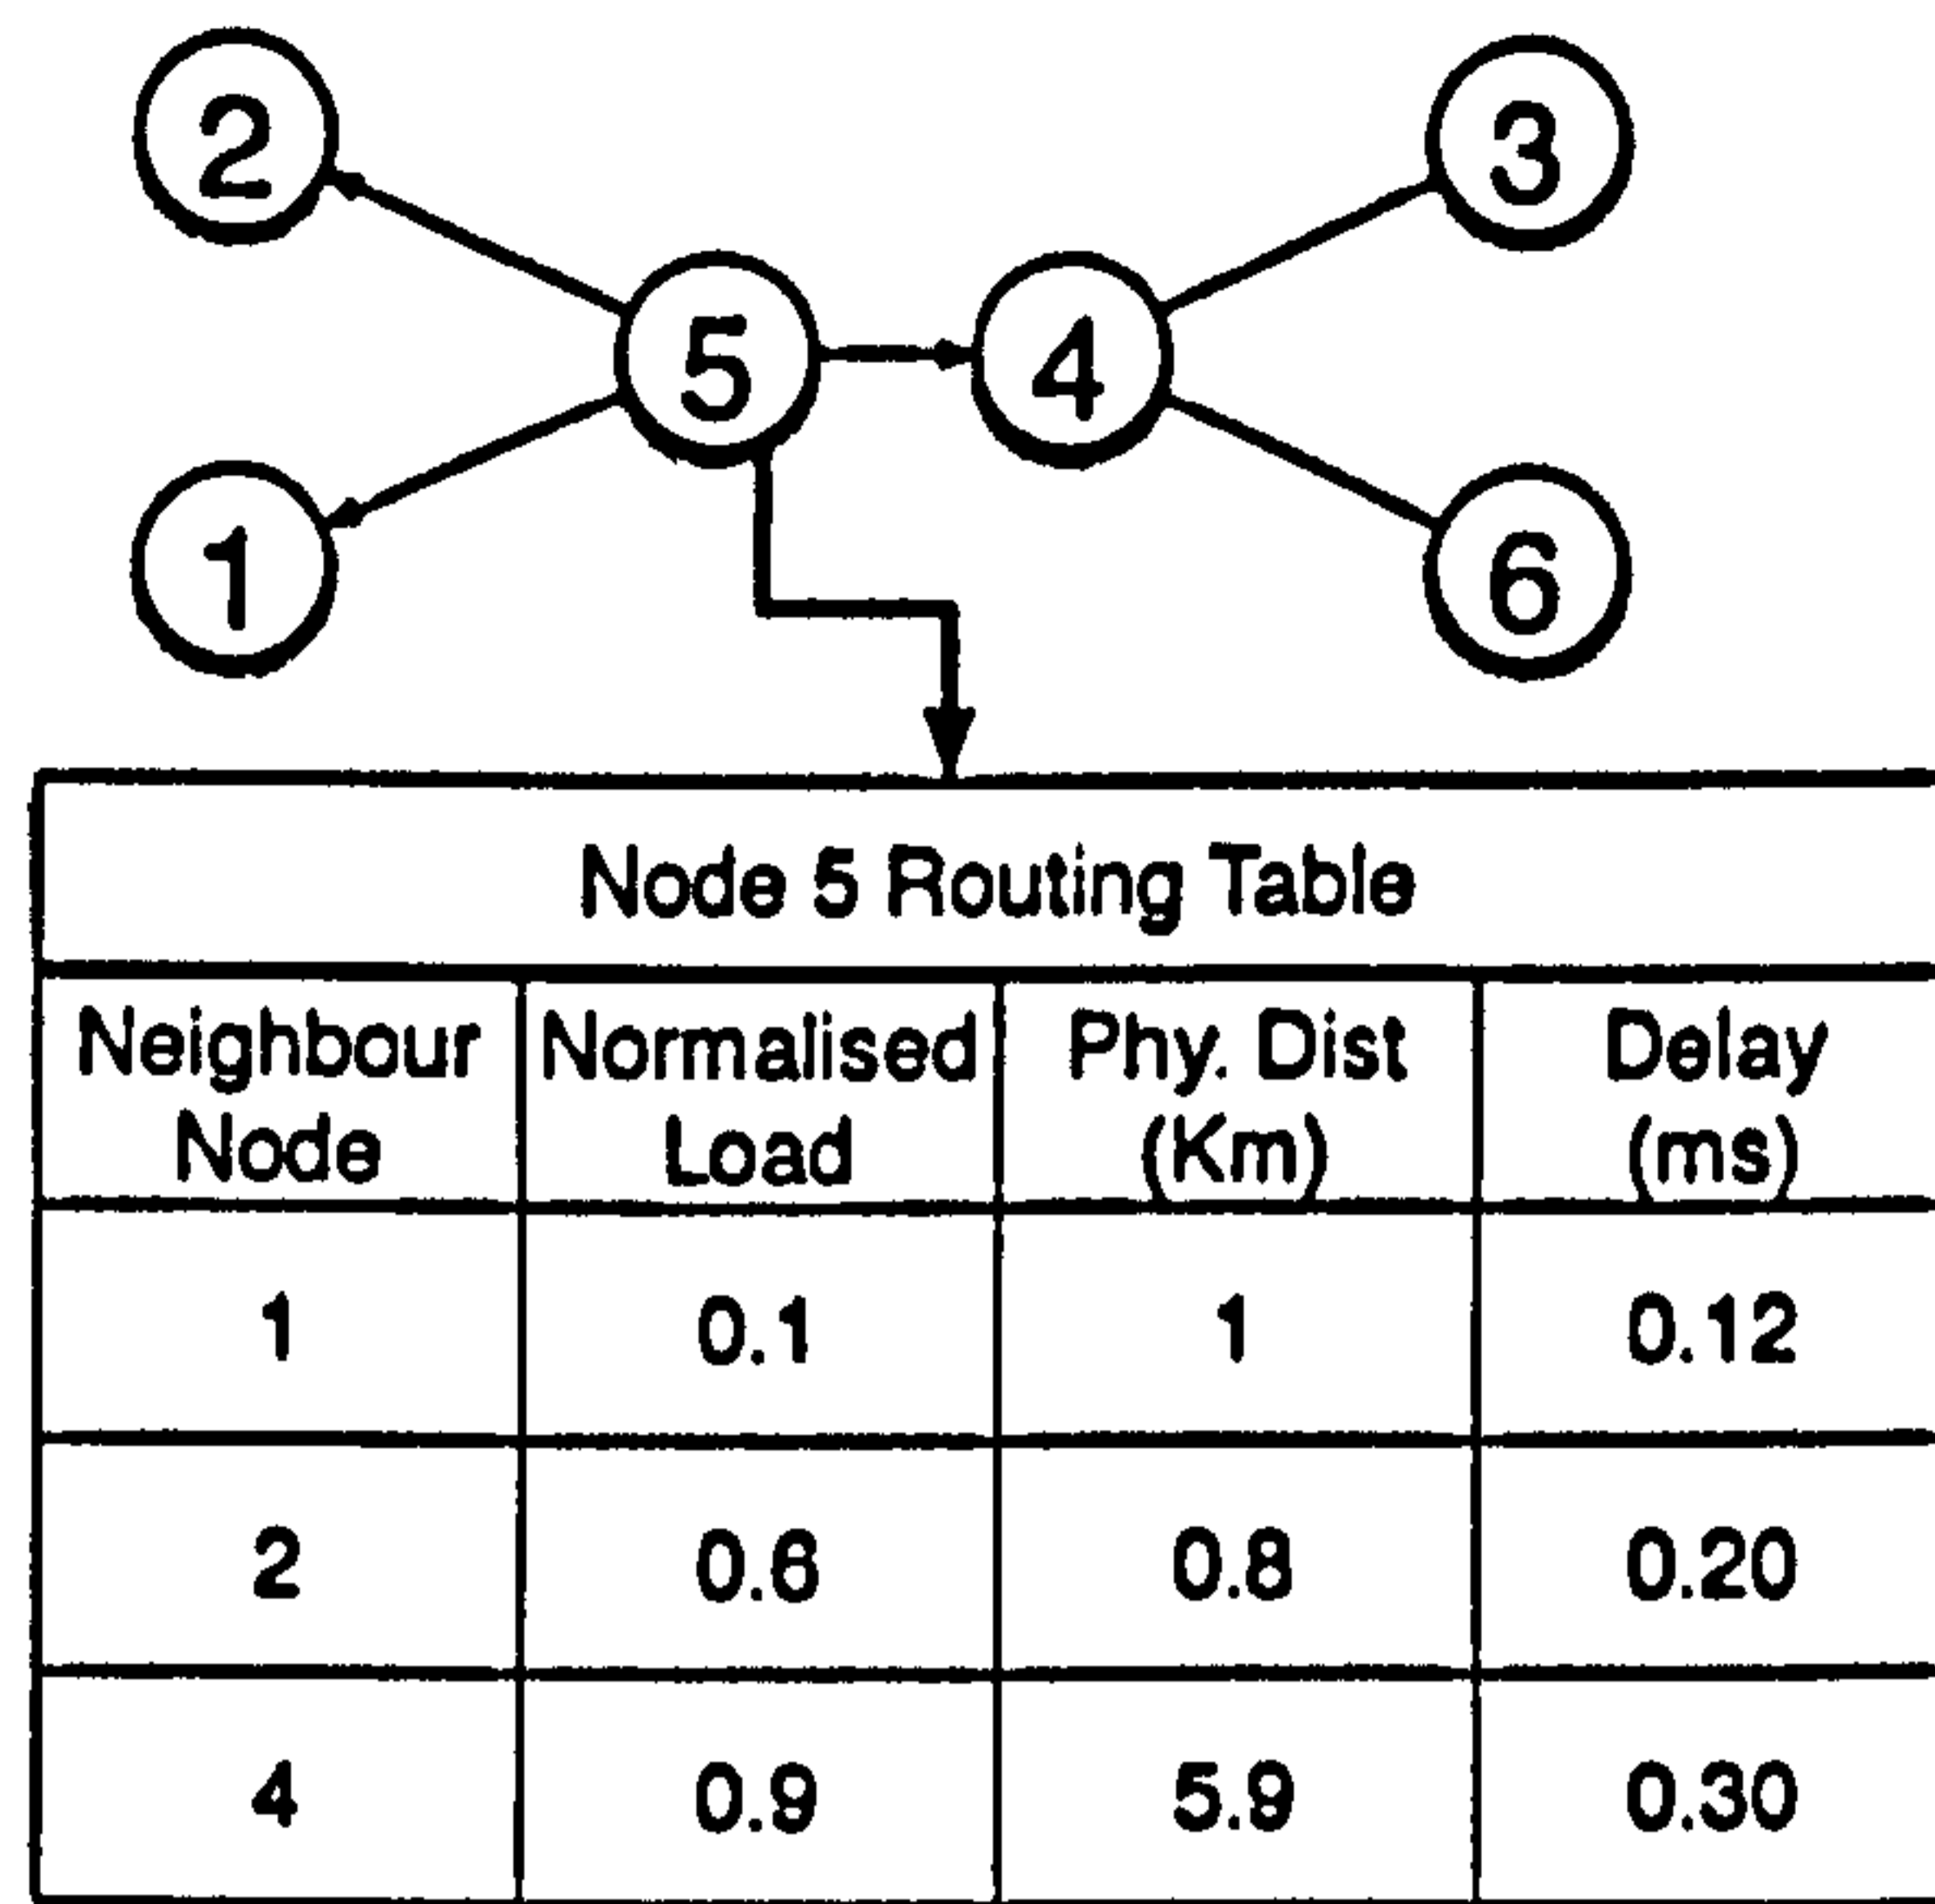 2
3
5
4
1
6
Node 5 Routing Table
Neighbour Node Normalised Load Phy. Dist (Km) Delay (ms)
1 0.1 1 0.12
2 0.6 0.8 0.20
4 0.9 5.9 0.30